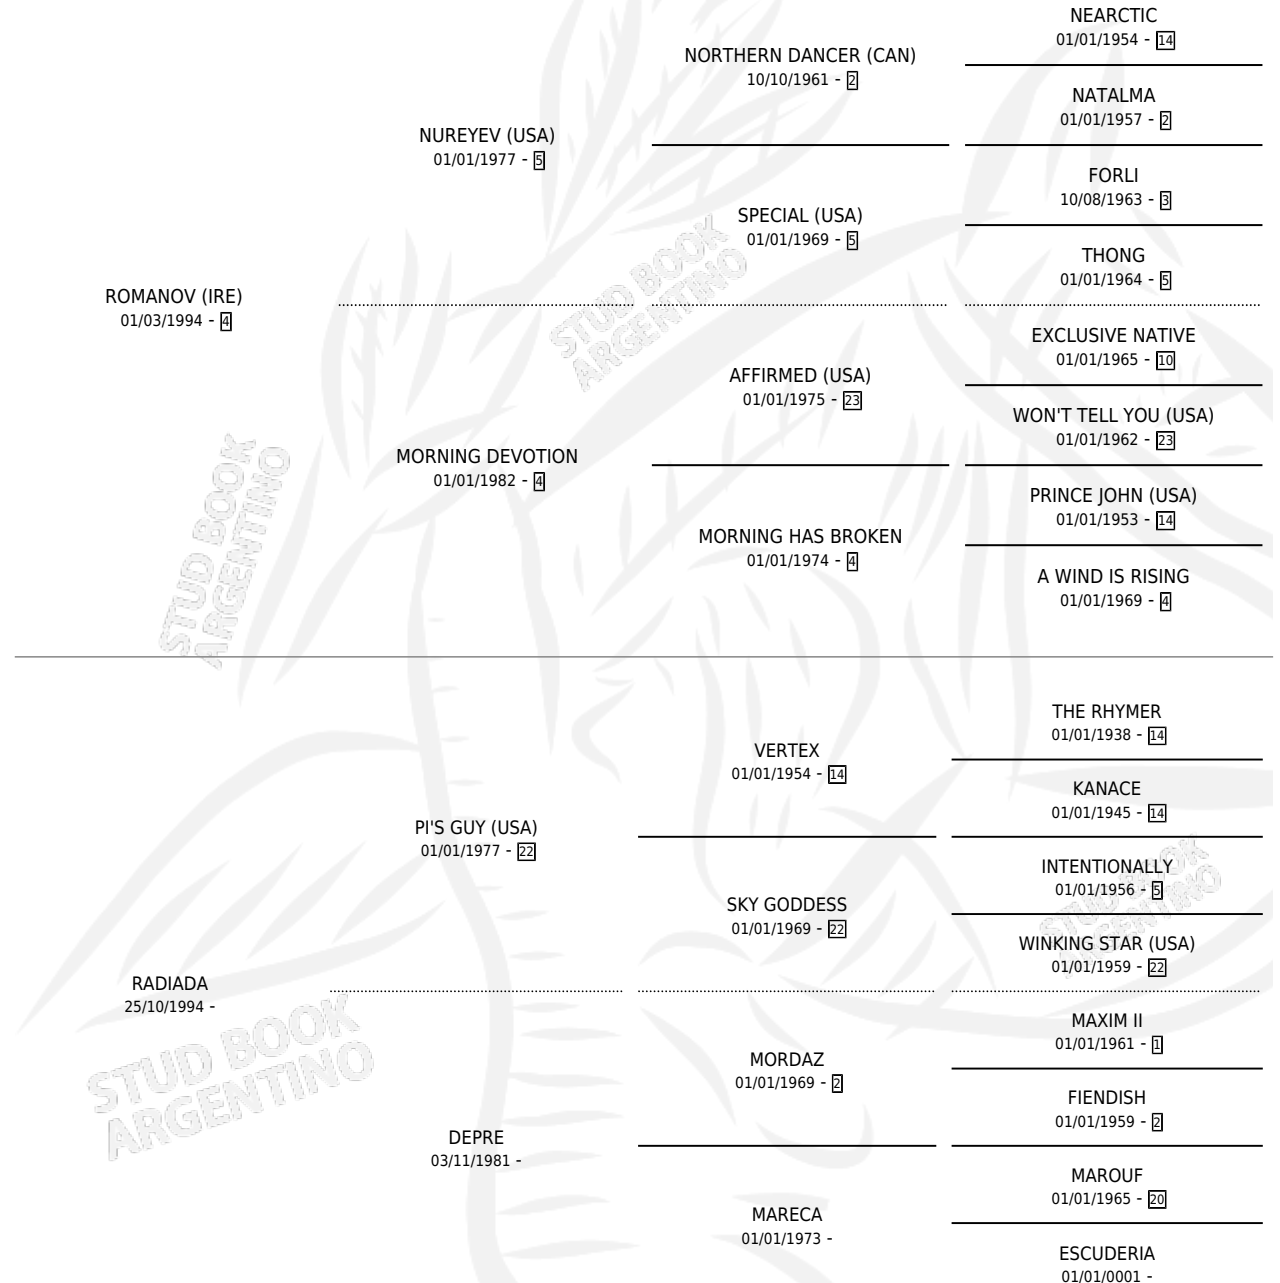 NEARCTIC
01/01/1954 - 14
NORTHERN DANCER (CAN)
10/10/1961 - 2
NATALMA
01/01/1957 - 2
NUREYEV (USA)
01/01/1977 - 5
FORLI
10/08/1963 - 3
SPECIAL (USA)
01/01/1969 - 5
THONG
01/01/1964 - 5
ROMANOV (IRE)
01/03/1994 - 4
EXCLUSIVE NATIVE
01/01/1965 - 10
AFFIRMED (USA)
01/01/1975 - 23
WON'T TELL YOU (USA)
01/01/1962 - 23
MORNING DEVOTION
01/01/1982 - 4
PRINCE JOHN (USA)
01/01/1953 - 14
MORNING HAS BROKEN
01/01/1974 - 4
A WIND IS RISING
01/01/1969 - 4
THE RHYMER
01/01/1938 - 14
VERTEX
01/01/1954 - 14
KANACE
01/01/1945 - 14
PI'S GUY (USA)
01/01/1977 - 22
INTENTIONALLY
01/01/1956 - 5
SKY GODDESS
01/01/1969 - 22
WINKING STAR (USA)
01/01/1959 - 22
RADIADA
25/10/1994 -
MAXIM II
01/01/1961 - 1
MORDAZ
01/01/1969 - 2
FIENDISH
01/01/1959 - 2
DEPRE
03/11/1981 -
MAROUF
01/01/1965 - 20
MARECA
01/01/1973 -
ESCUDERIA
01/01/0001 -
STUD BOOK
ARGENTINO
STUD BOOK
ARGENTINO
STUD BOOK
ARGENTINO
STUD BOOK
ARGENTINO